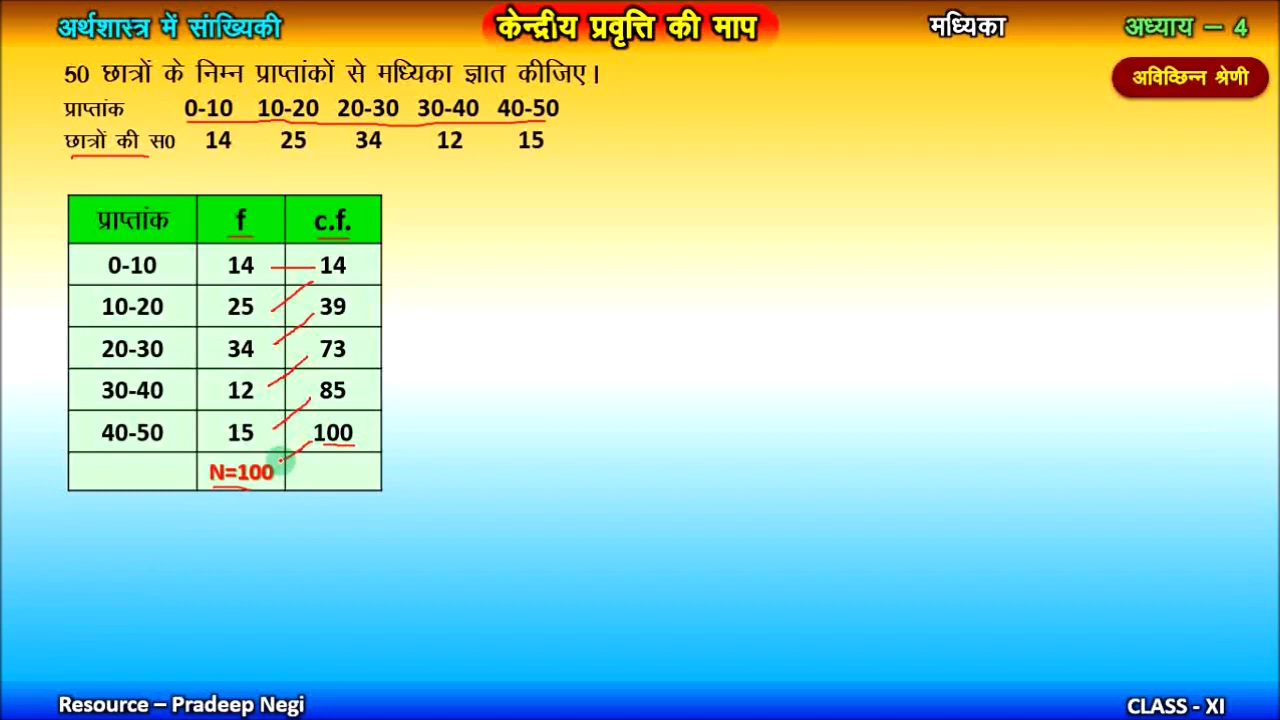 अर्थशास्त्र में सांख्यिकी
केन्द्रीय प्रवृत्ति की माप
मध्यिका
अध्याय – 4
अविच्छिन्न श्रेणी
50 छात्रों के निम्न प्राप्तांकों से मध्यिका ज्ञात कीजिए।
प्राप्तांक 0-10 10-20 20-30 30-40 40-50
छात्रों की स0 14 25 34 12 15
प्राप्तांक f c.f.
0-10 14 14
10-20 25 39
20-30 34 73
30-40 12 85
40-50 15 100
N=100
Resource – Pradeep Negi
CLASS - XI